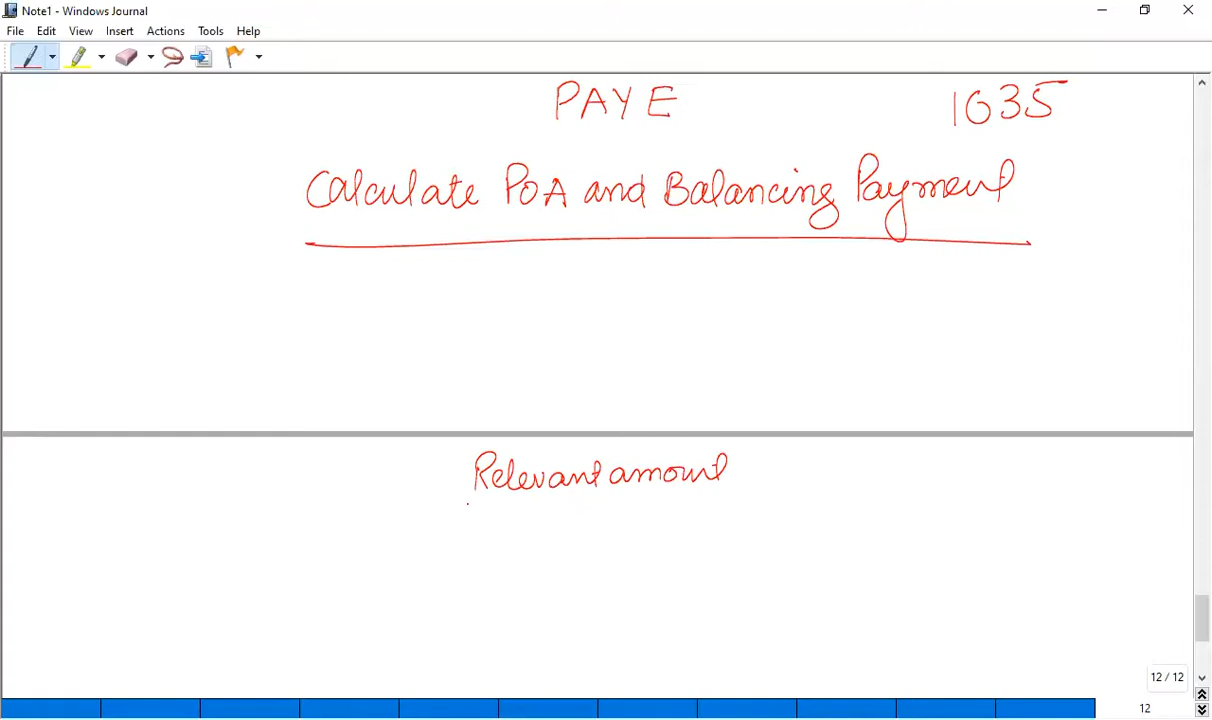 Note1 - Windows Journal
File Edit View Insert Actions Tools Help
PAYE 1035
Calculate POA and Balancing Payment
Relevant amount
12 / 12
12